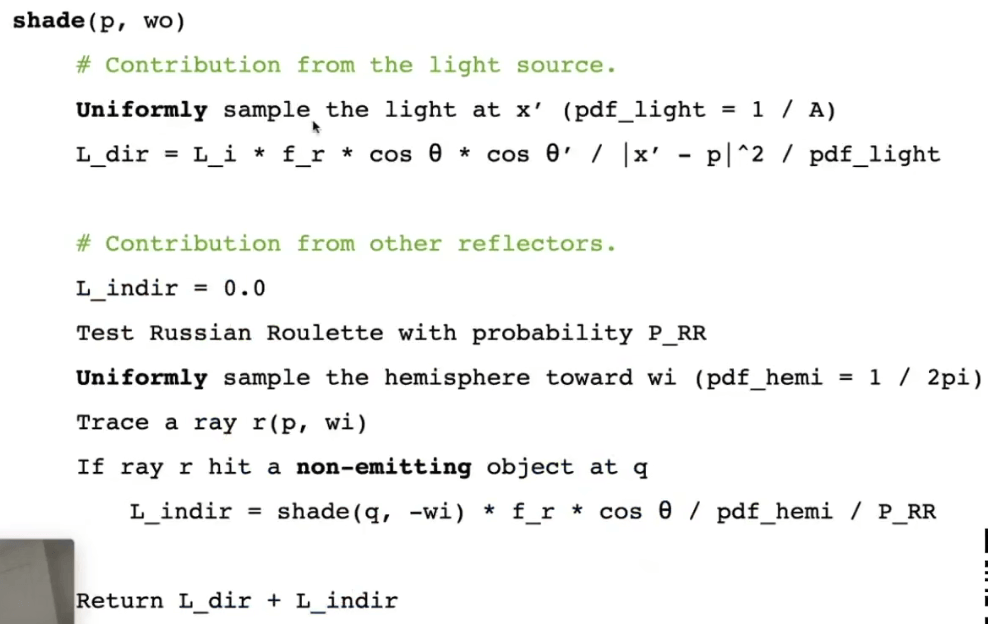 shade(p, wo)
# Contribution from the light source.
Uniformly sample the light at x′ (pdf_light = 1 / A)
L_dir = L_i * f_r * cos θ * cos θ′ / |x′ - p|^2 / pdf_light
# Contribution from other reflectors.
L_indir = 0.0
Test Russian Roulette with probability P_RR
Uniformly sample the hemisphere toward wi (pdf_hemi = 1 / 2pi)
Trace a ray r(p, wi)
If ray r hit a non-emitting object at q
L_indir = shade(q, -wi) * f_r * cos θ / pdf_hemi / P_RR
Return L_dir + L_indir